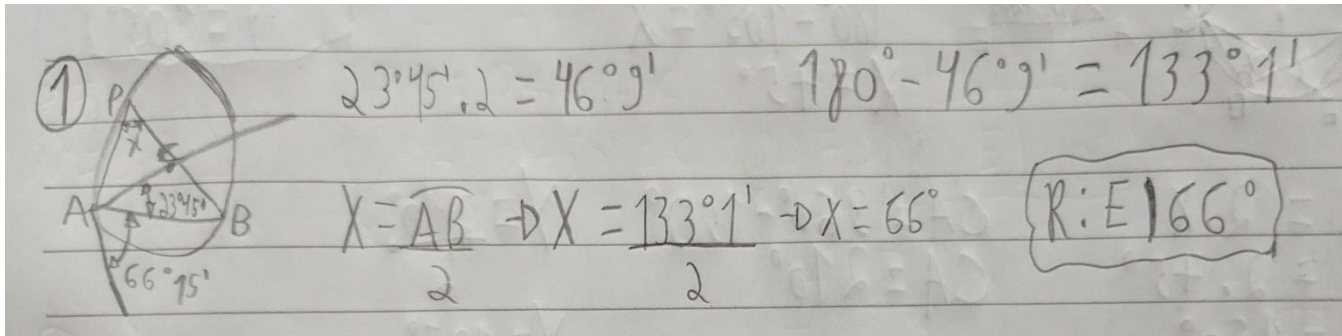 ① 23°45'.2 = 46°9' 180° - 46°9' = 133°1'
P
x
C
A 23°45' B
66°15'
X = AB/2 → X = 133°1'/2 → X = 66°
R: E) 66°